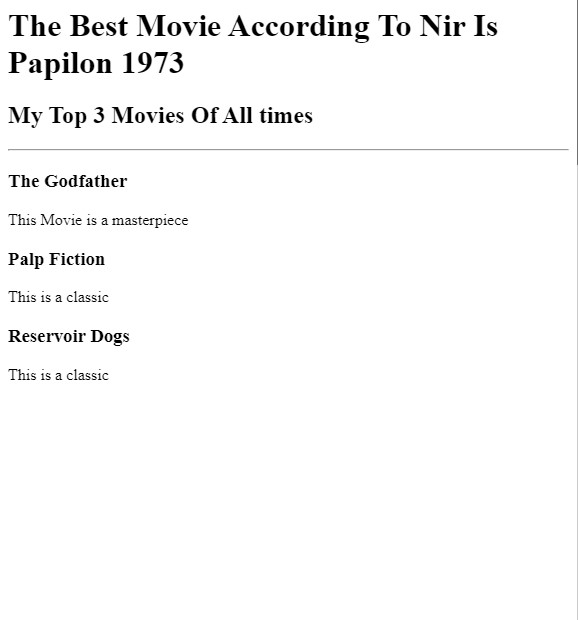 The Best Movie According To Nir Is
Papilon 1973
My Top 3 Movies Of All times
The Godfather
This Movie is a masterpiece
Palp Fiction
This is a classic
Reservoir Dogs
This is a classic